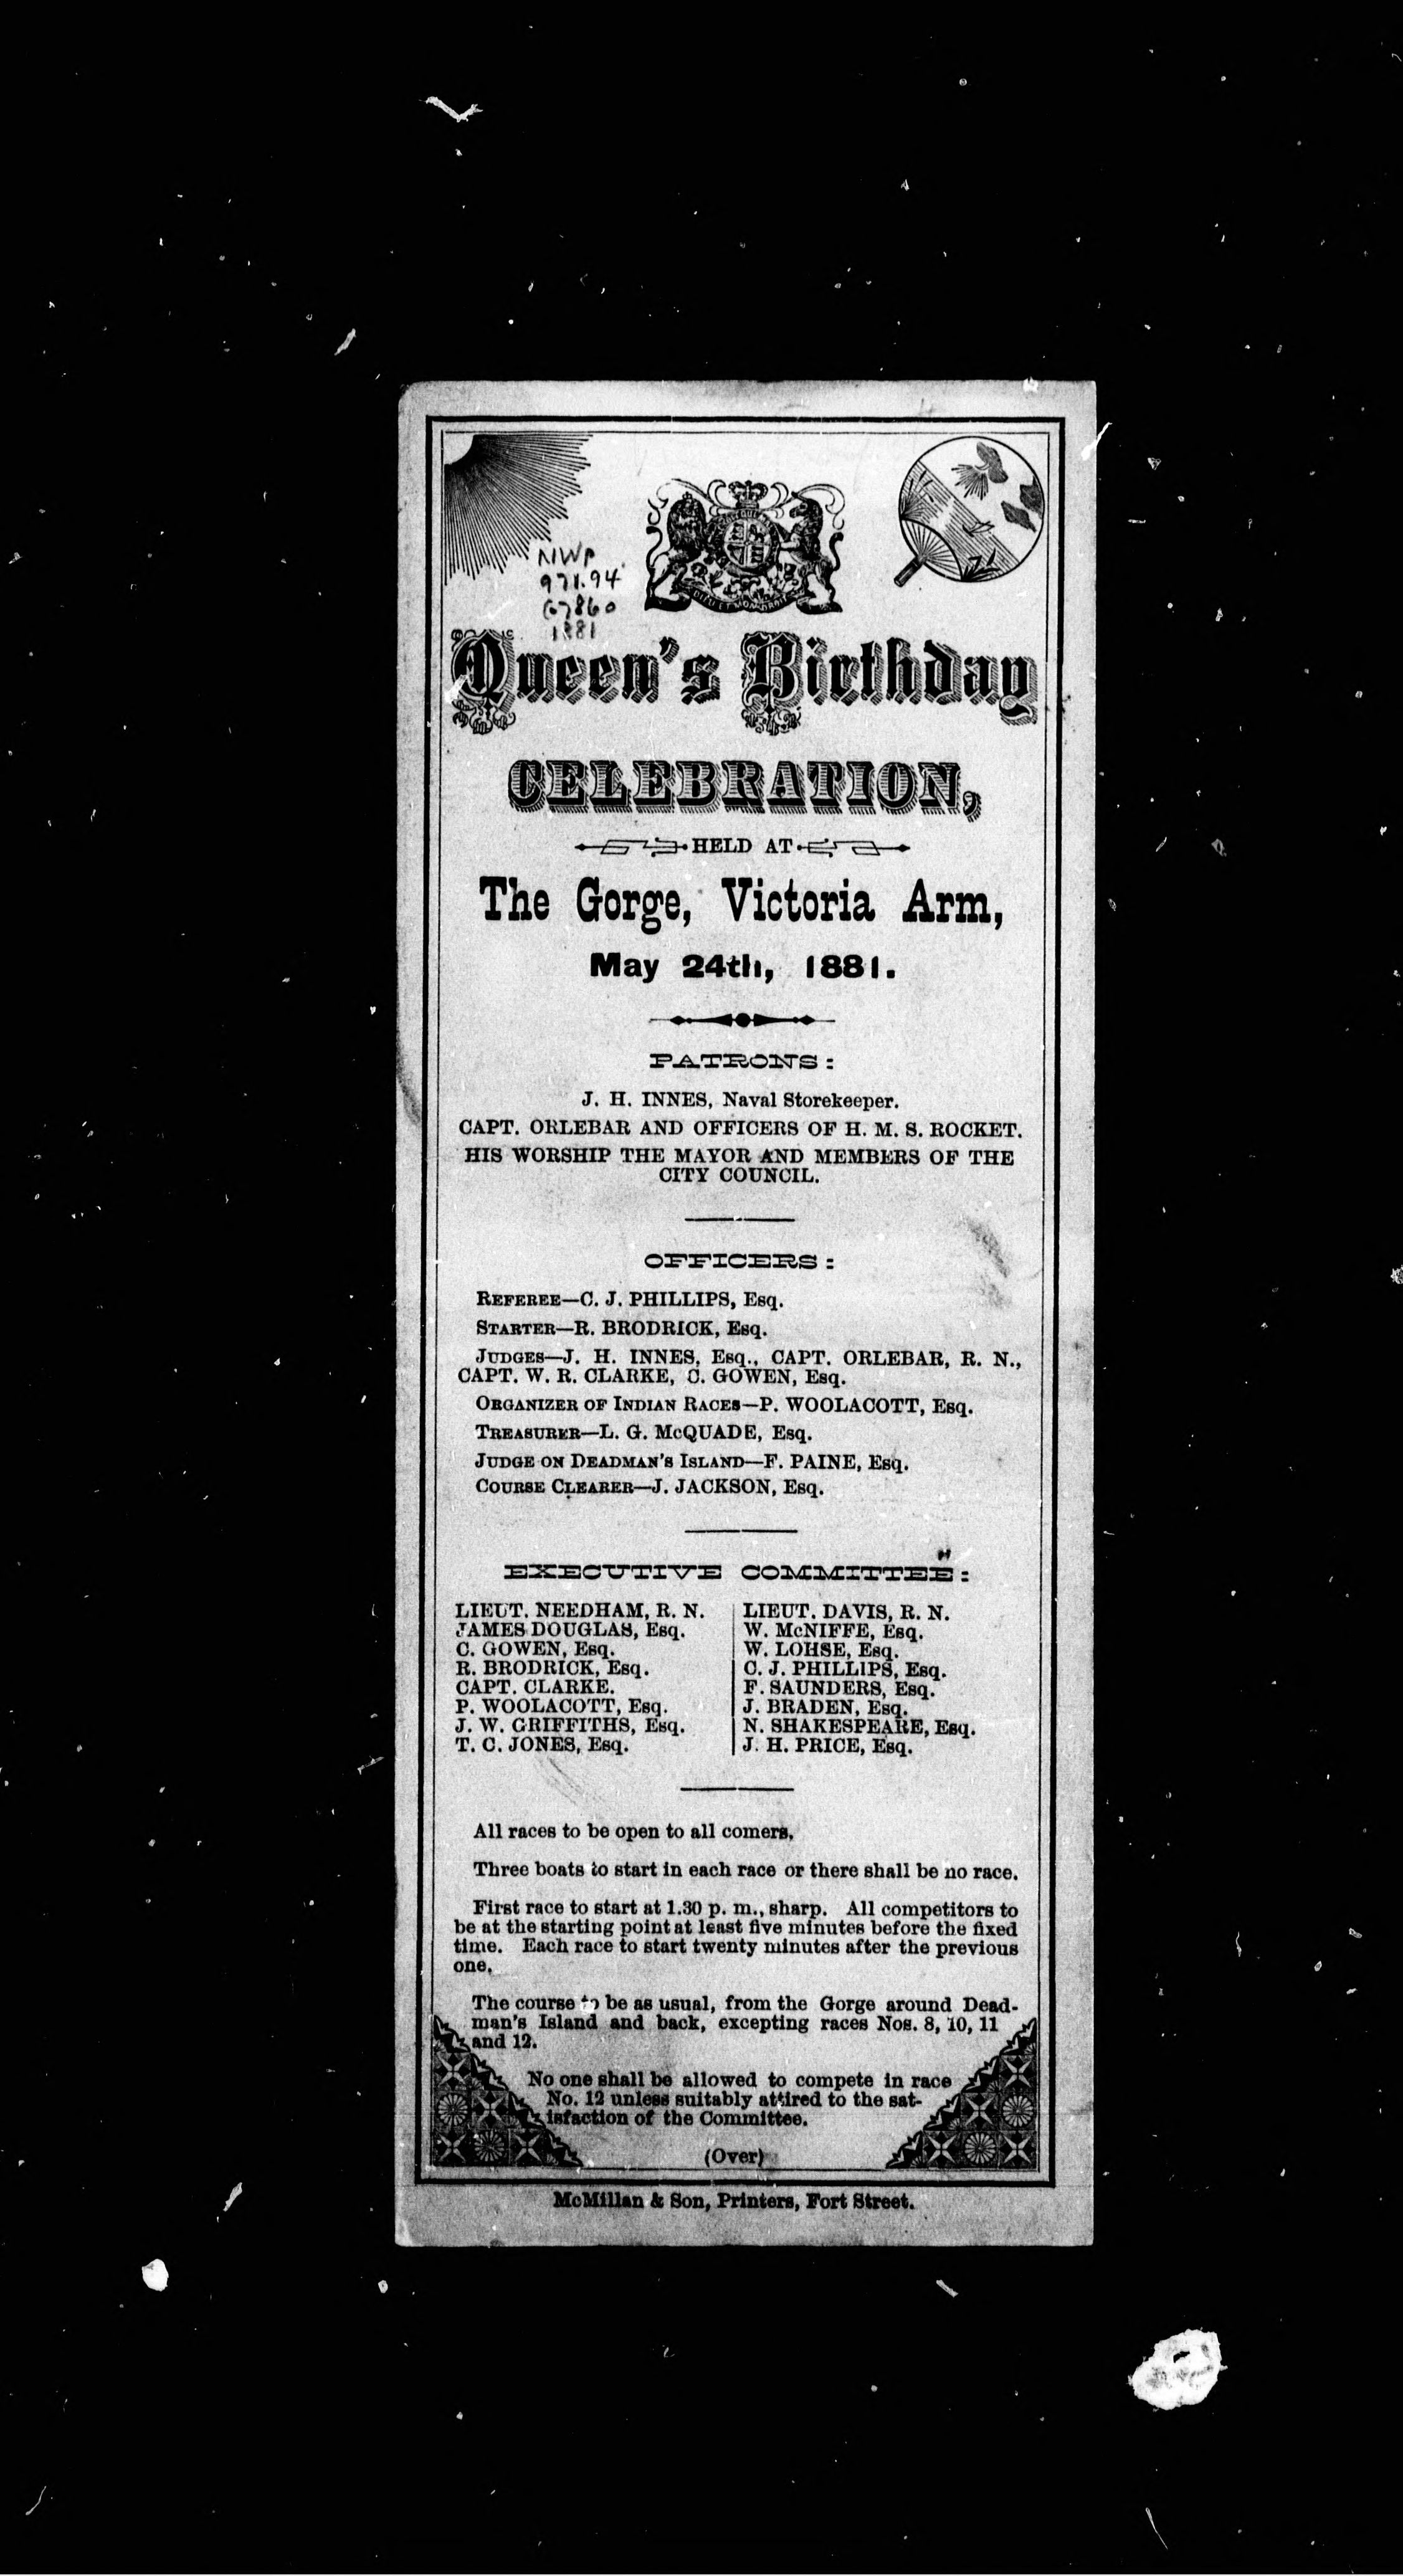 NWp
971.94
G7860
1881
Queen's Birthday
CELEBRATION,
HELD AT
The Gorge, Victoria Arm,
May 24th, 1881.
PATRONS:
J. H. INNES, Naval Storekeeper.
CAPT. ORLEBAR AND OFFICERS OF H. M. S. ROCKET.
HIS WORSHIP THE MAYOR AND MEMBERS OF THE
CITY COUNCIL.
OFFICERS:
REFEREE—C. J. PHILLIPS, Esq.
STARTER—R. BRODRICK, Esq.
JUDGES—J. H. INNES, Esq., CAPT. ORLEBAR, R. N.,
CAPT. W. R. CLARKE, C. GOWEN, Esq.
ORGANIZER OF INDIAN RACES—P. WOOLACOTT, Esq.
TREASURER—L. G. McQUADE, Esq.
JUDGE ON DEADMAN'S ISLAND—F. PAINE, Esq.
COURSE CLEARER—J. JACKSON, Esq.
EXECUTIVE COMMITTEE:
LIEUT. NEEDHAM, R. N.
JAMES DOUGLAS, Esq.
C. GOWEN, Esq.
R. BRODRICK, Esq.
CAPT. CLARKE.
P. WOOLACOTT, Esq.
J. W. GRIFFITHS, Esq.
T. C. JONES, Esq.
LIEUT. DAVIS, R. N.
W. McNIFFE, Esq.
W. LOHSE, Esq.
C. J. PHILLIPS, Esq.
F. SAUNDERS, Esq.
J. BRADEN, Esq.
N. SHAKESPEARE, Esq.
J. H. PRICE, Esq.
All races to be open to all comers.
Three boats to start in each race or there shall be no race.
First race to start at 1.30 p. m., sharp. All competitors to
be at the starting point at least five minutes before the fixed
time. Each race to start twenty minutes after the previous
one.
The course to be as usual, from the Gorge around Dead-
man's Island and back, excepting races Nos. 8, 10, 11
and 12.
No one shall be allowed to compete in race
No. 12 unless suitably attired to the sat-
isfaction of the Committee.
(Over)
McMillan & Son, Printers, Fort Street.